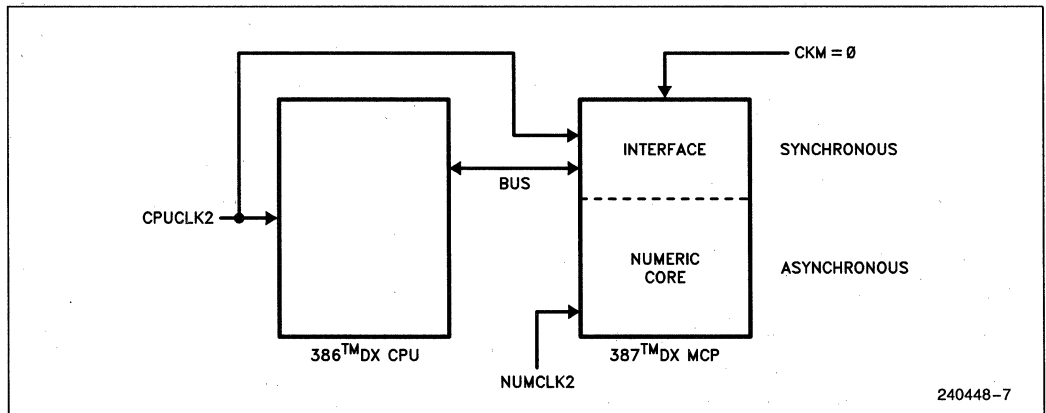 CKM = Ø
INTERFACE
SYNCHRONOUS
BUS
CPUCLK2
NUMERIC
CORE
ASYNCHRONOUS
386™DX CPU
387™DX MCP
NUMCLK2
240448-7